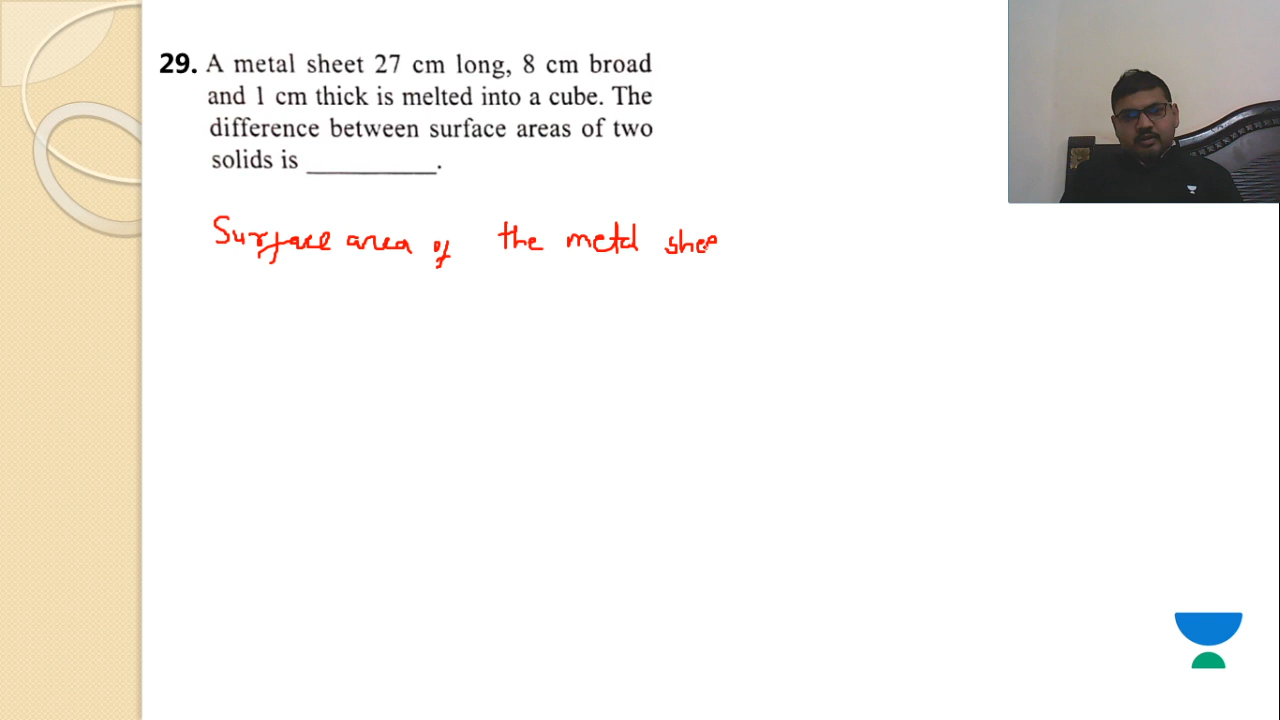 29. A metal sheet 27 cm long, 8 cm broad
and 1 cm thick is melted into a cube. The
difference between surface areas of two
solids is __________.
Surface area of the metal shee